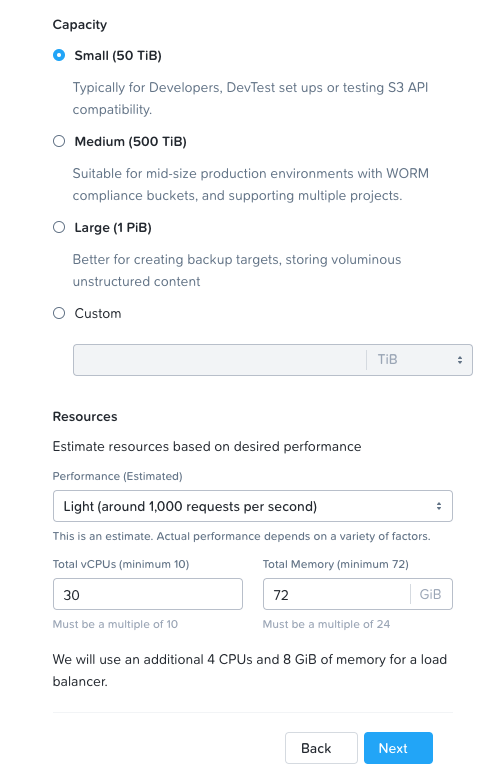 Capacity
Small (50 TiB)
Typically for Developers, DevTest set ups or testing S3 API
compatibility.
Medium (500 TiB)
Suitable for mid-size production environments with WORM
compliance buckets, and supporting multiple projects.
Large (1 PiB)
Better for creating backup targets, storing voluminous
unstructured content
Custom
TiB
Resources
Estimate resources based on desired performance
Performance (Estimated)
Light (around 1,000 requests per second)
This is an estimate. Actual performance depends on a variety of factors.
Total vCPUs (minimum 10) Total Memory (minimum 72)
30 72 GiB
Must be a multiple of 10 Must be a multiple of 24
We will use an additional 4 CPUs and 8 GiB of memory for a load
balancer.
Back Next